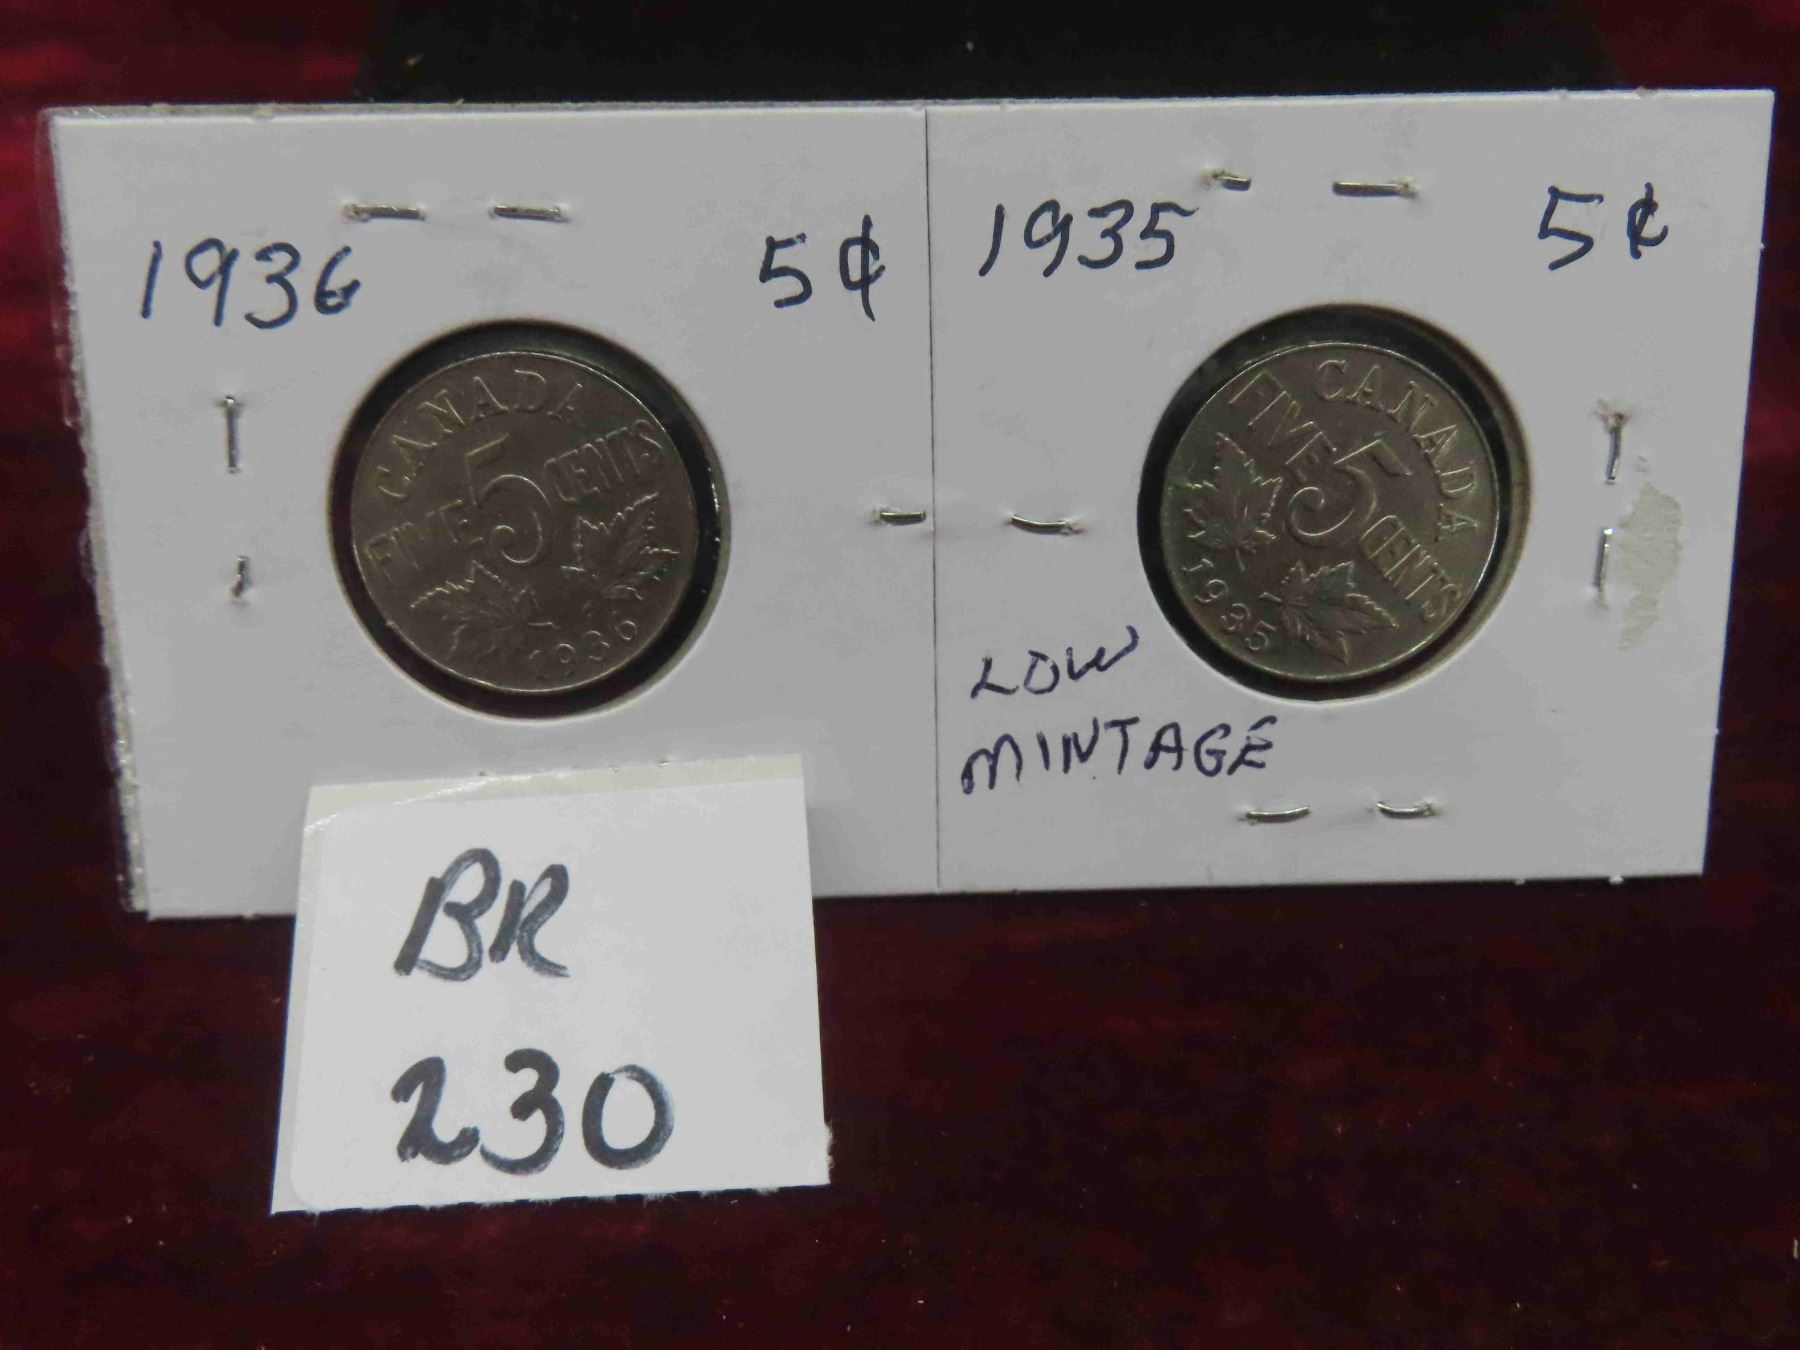 1936 5¢
CANADA
FIVE 5 CENTS
1936
1935 5¢
CANADA
FIVE 5 CENTS
1935
LOW
MINTAGE
BR
230